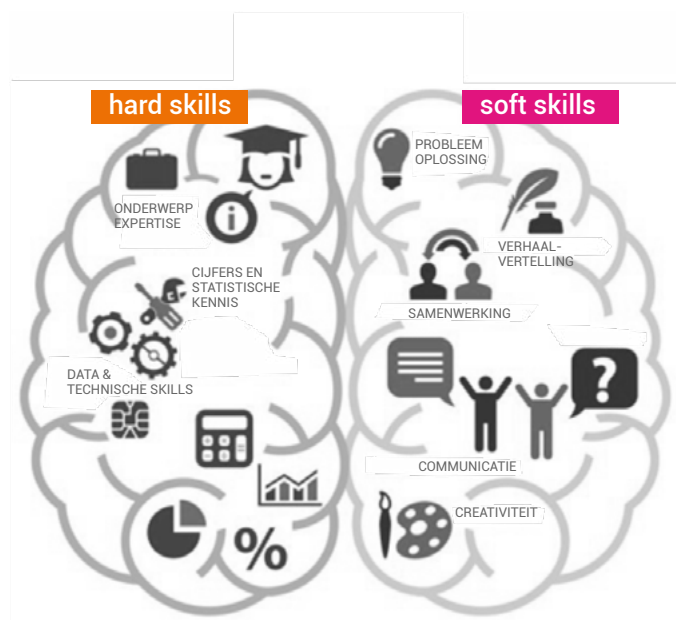 hard skills
soft skills
ONDERWERP
EXPERTISE
i
CIJFERS EN
STATISTISCHE
KENNIS
DATA &
TECHNISCHE SKILLS
%
PROBLEEM
OPLOSSING
VERHAAL-
VERTELLING
SAMENWERKING
?
COMMUNICATIE
CREATIVITEIT